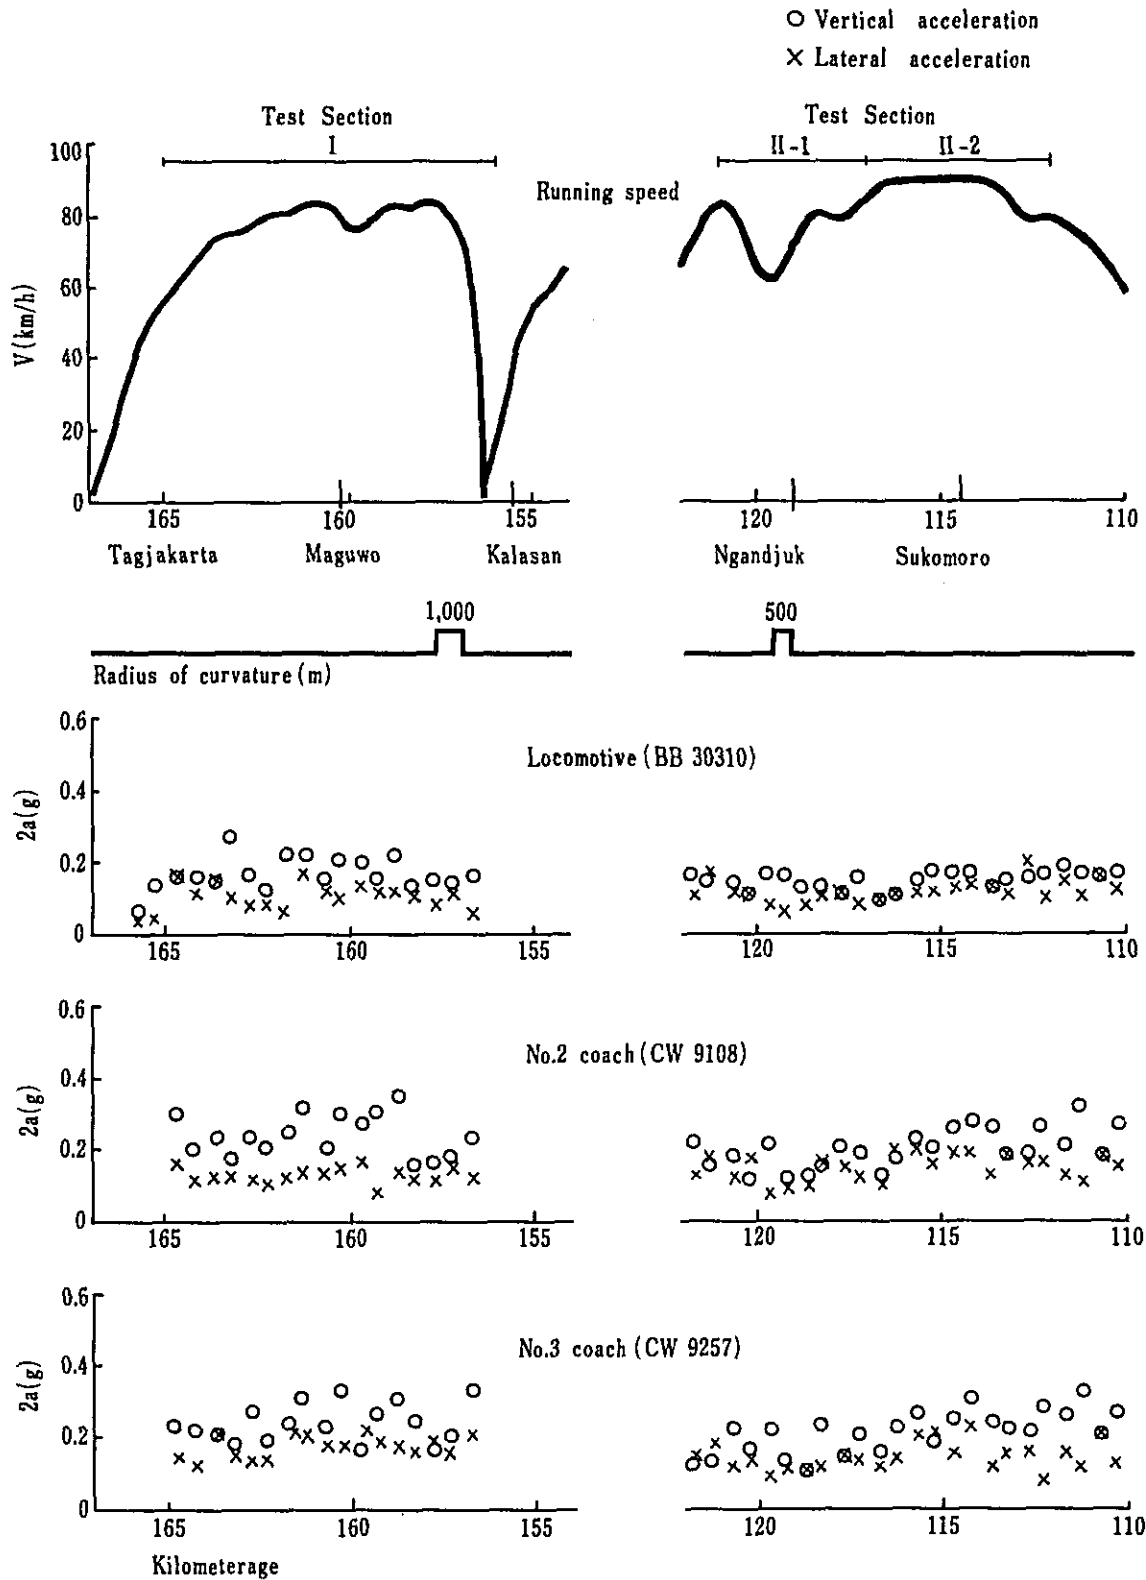 O Vertical acceleration
× Lateral acceleration
Test Section
I
Test Section
II-1 II-2
Running speed
V(km/h)
100
80
60
40
20
0
165 160 155
120 115 110
Tagjakarta Maguwo Kalasan
Ngandjuk Sukomoro
1,000
500
Radius of curvature(m)
Locomotive (BB 30310)
2a(g)
0.6
0.4
0.2
0
165 160 155
120 115 110
No.2 coach (CW 9108)
2a(g)
0.6
0.4
0.2
0
165 160 155
120 115 110
No.3 coach (CW 9257)
2a(g)
0.6
0.4
0.2
0
165 160 155
120 115 110
Kilometerage